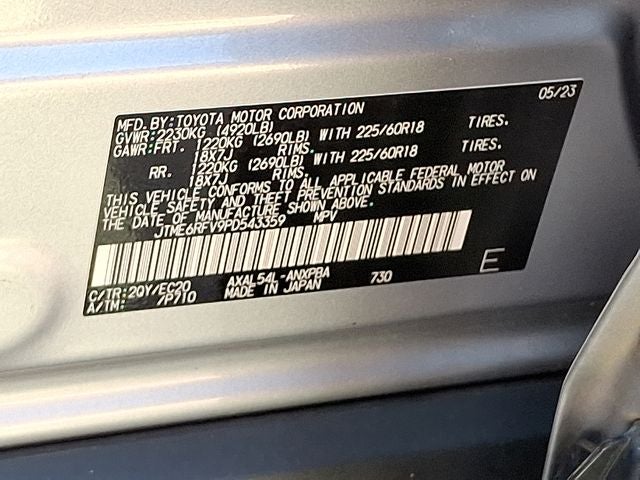 MFD.BY:TOYOTA MOTOR CORPORATION 05/23
GVWR:2230KG (4920LB)
GAWR:FRT. 1220KG (2690LB) WITH 225/60R18 TIRES.
18X7J RIMS.
RR. 1220KG (2690LB) WITH 225/60R18 TIRES.
18X7J RIMS.
THIS VEHICLE CONFORMS TO ALL APPLICABLE FEDERAL MOTOR
VEHICLE SAFETY AND THEFT PREVENTION STANDARDS IN EFFECT ON
THE DATE OF MANUFACTURE SHOWN ABOVE.
JTME6RFV9PD543359 MPV
C/TR:20Y/EC20 AXAL54L-ANXPBA 730 E
A/TM: /P710 MADE IN JAPAN